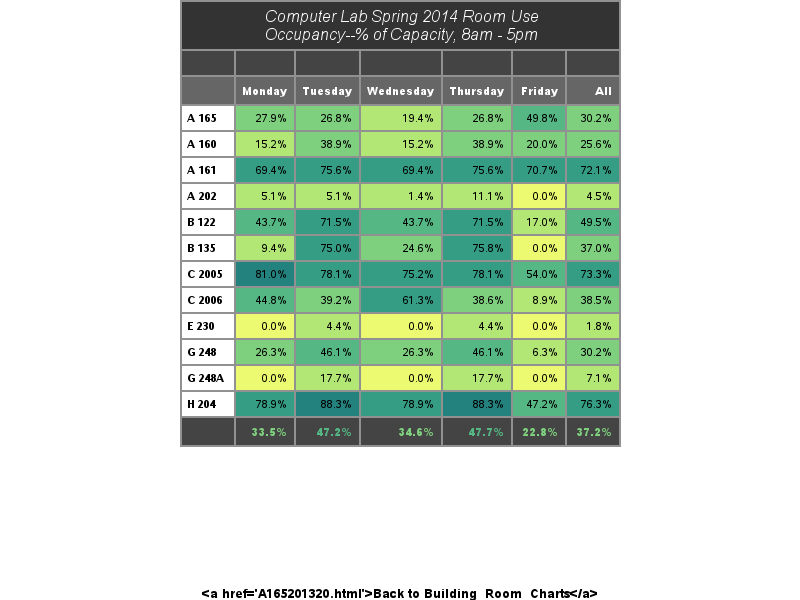 Computer Lab Spring 2014 Room Use
Occupancy--% of Capacity, 8am - 5pm
Monday Tuesday Wednesday Thursday Friday All
A 165 27.9% 26.8% 19.4% 26.8% 49.8% 30.2%
A 160 15.2% 38.9% 15.2% 38.9% 20.0% 25.6%
A 161 69.4% 75.6% 69.4% 75.6% 70.7% 72.1%
A 202 5.1% 5.1% 1.4% 11.1% 0.0% 4.5%
B 122 43.7% 71.5% 43.7% 71.5% 17.0% 49.5%
B 135 9.4% 75.0% 24.6% 75.8% 0.0% 37.0%
C 2005 81.0% 78.1% 75.2% 78.1% 54.0% 73.3%
C 2006 44.8% 39.2% 61.3% 38.6% 8.9% 38.5%
E 230 0.0% 4.4% 0.0% 4.4% 0.0% 1.8%
G 248 26.3% 46.1% 26.3% 46.1% 6.3% 30.2%
G 248A 0.0% 17.7% 0.0% 17.7% 0.0% 7.1%
H 204 78.9% 88.3% 78.9% 88.3% 47.2% 76.3%
33.5% 47.2% 34.6% 47.7% 22.8% 37.2%
<a href='A165201320.html'>Back to Building_Room_Charts</a>